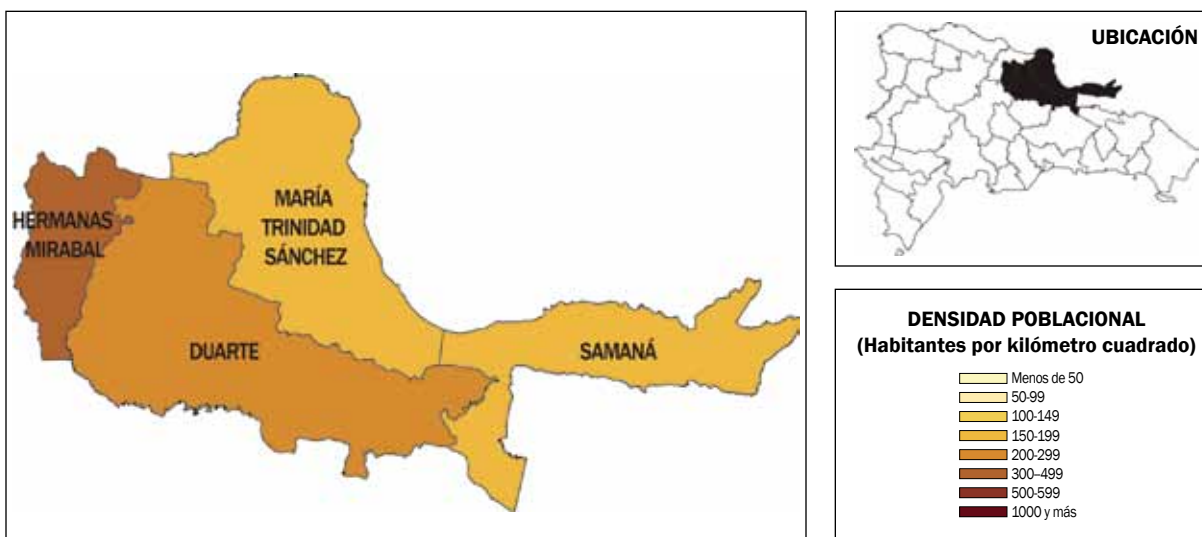 HERMANAS
MIRABAL
MARÍA
TRINIDAD
SÁNCHEZ
DUARTE
SAMANÁ
UBICACIÓN
DENSIDAD POBLACIONAL
(Habitantes por kilómetro cuadrado)
Menos de 50
50-99
100-149
150-199
200-299
300–499
500-599
1000 y más